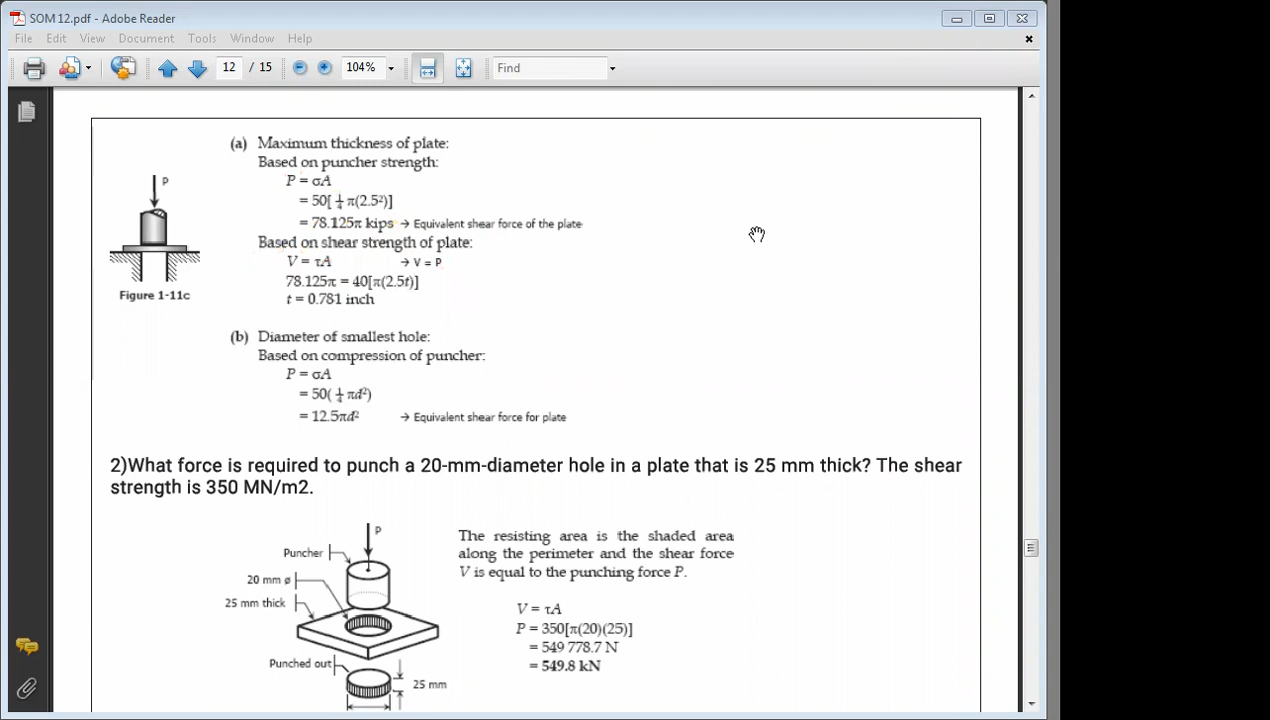 SOM 12.pdf - Adobe Reader
File Edit View Document Tools Window Help
12 / 15 104% Find
(a) Maximum thickness of plate:
Based on puncher strength:
P = σA
= 50[ ¼ π(2.5²)]
= 78.125π kips → Equivalent shear force of the plate
Based on shear strength of plate:
V = τA → V = P
78.125π = 40[π(2.5t)]
t = 0.781 inch
P
Figure 1-11c
(b) Diameter of smallest hole:
Based on compression of puncher:
P = σA
= 50( ¼ πd²)
= 12.5πd² → Equivalent shear force for plate
2)What force is required to punch a 20-mm-diameter hole in a plate that is 25 mm thick? The shear
strength is 350 MN/m2.
P
Puncher
20 mm ø
25 mm thick
Punched out
25 mm
The resisting area is the shaded area
along the perimeter and the shear force
V is equal to the punching force P.
V = τA
P = 350[π(20)(25)]
= 549 778.7 N
= 549.8 kN